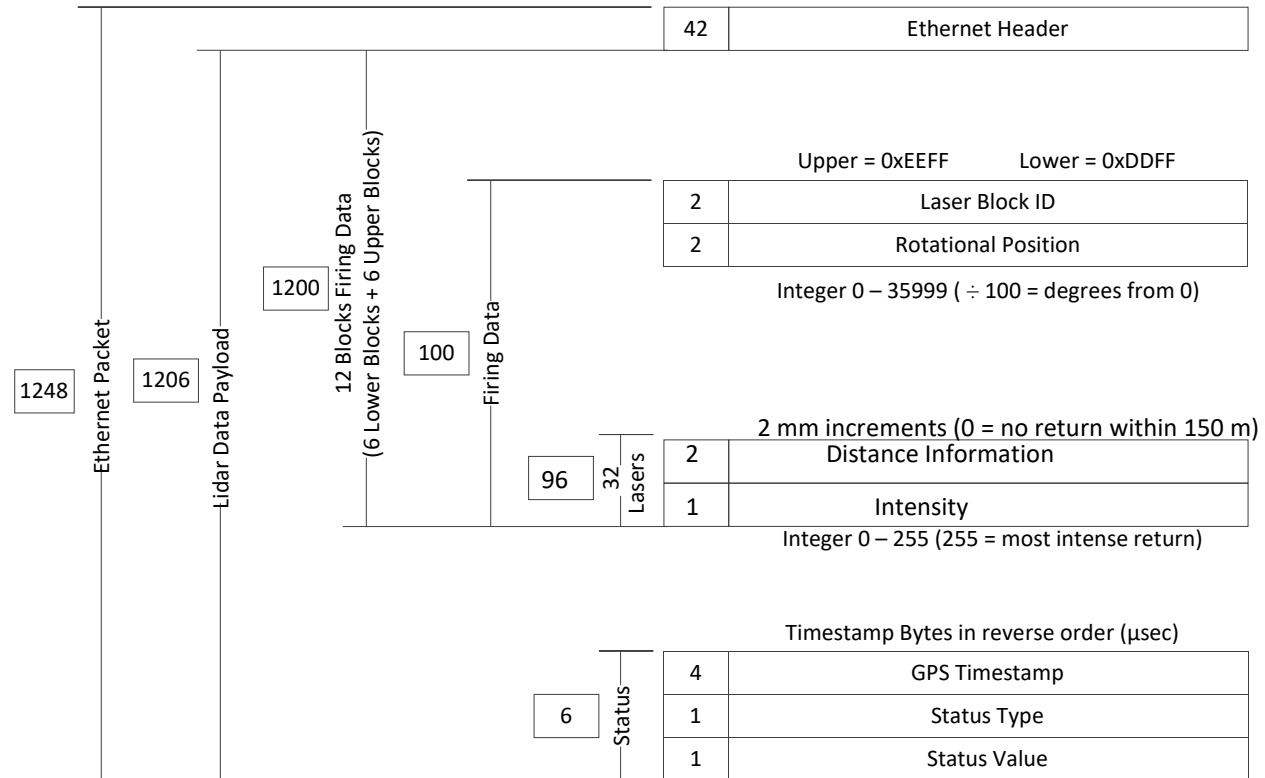 42 Ethernet Header
Upper = 0xEEFF Lower = 0xDDFF
2 Laser Block ID
2 Rotational Position
Integer 0 – 35999 ( ÷ 100 = degrees from 0)
2 mm increments (0 = no return within 150 m)
2 Distance Information
1 Intensity
Integer 0 – 255 (255 = most intense return)
Timestamp Bytes in reverse order (µsec)
4 GPS Timestamp
1 Status Type
1 Status Value
1248
Ethernet Packet
1206
Lidar Data Payload
1200
12 Blocks Firing Data
(6 Lower Blocks + 6 Upper Blocks)
100
Firing Data
96
32
Lasers
6
Status